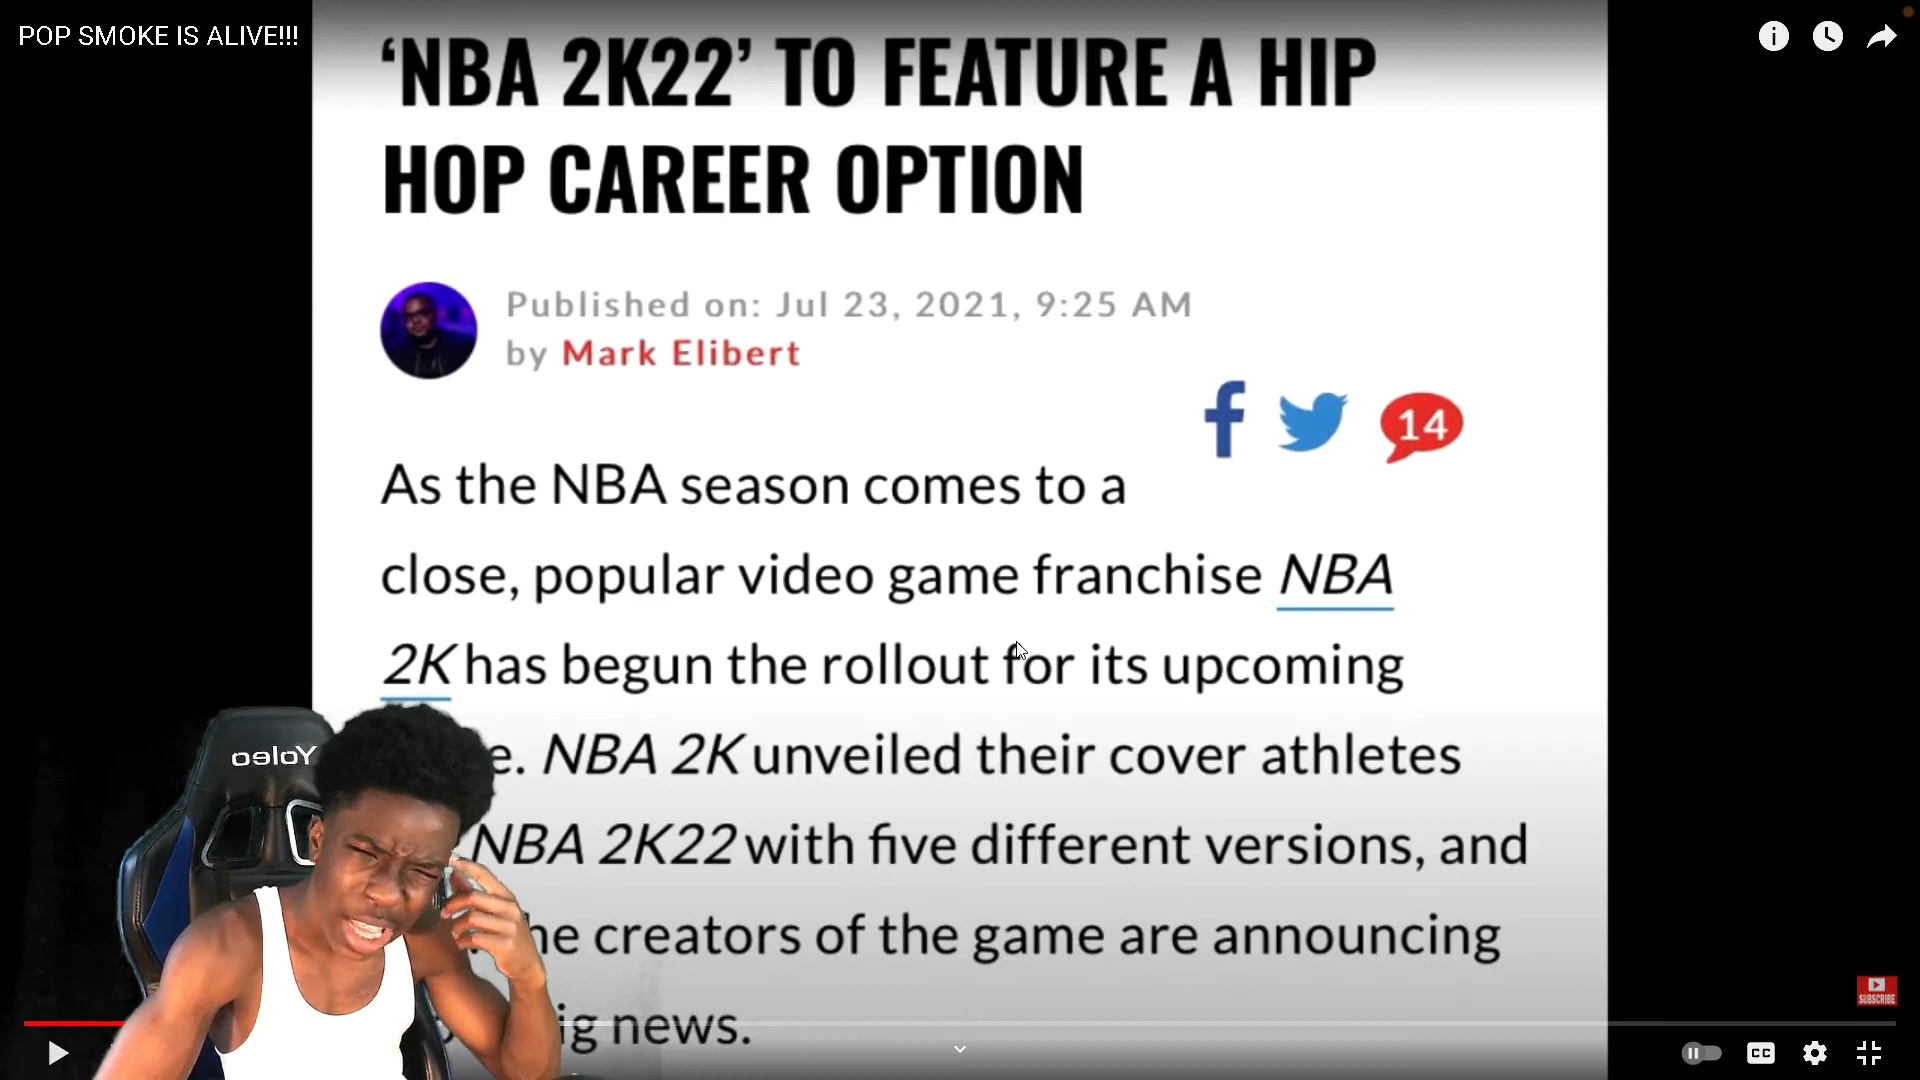 POP SMOKE IS ALIVE!!!
‘NBA 2K22’ TO FEATURE A HIP
HOP CAREER OPTION
Published on: Jul 23, 2021, 9:25 AM
by Mark Elibert
14
As the NBA season comes to a
close, popular video game franchise NBA
2K has begun the rollout for its upcoming
e. NBA 2K unveiled their cover athletes
Yoleo
NBA 2K22 with five different versions, and
he creators of the game are announcing
ig news.
SUBSCRIBE
CC